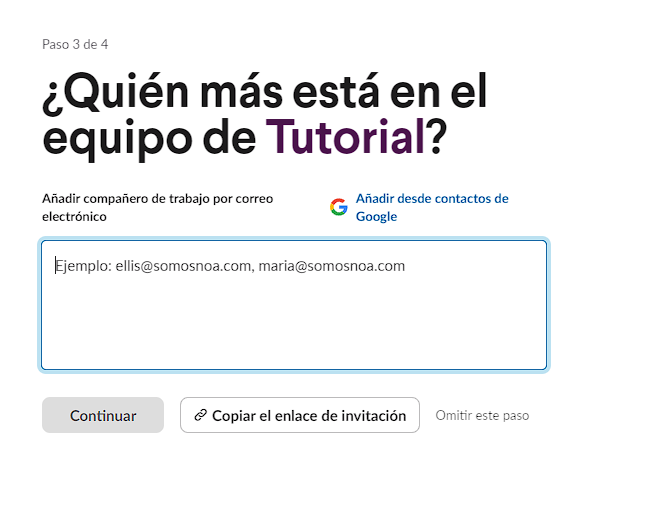 Paso 3 de 4
¿Quién más está en el
equipo de Tutorial?
Añadir compañero de trabajo por correo
electrónico
Añadir desde contactos de
Google
Ejemplo: ellis@somosnoa.com, maria@somosnoa.com
Continuar
Copiar el enlace de invitación
Omitir este paso